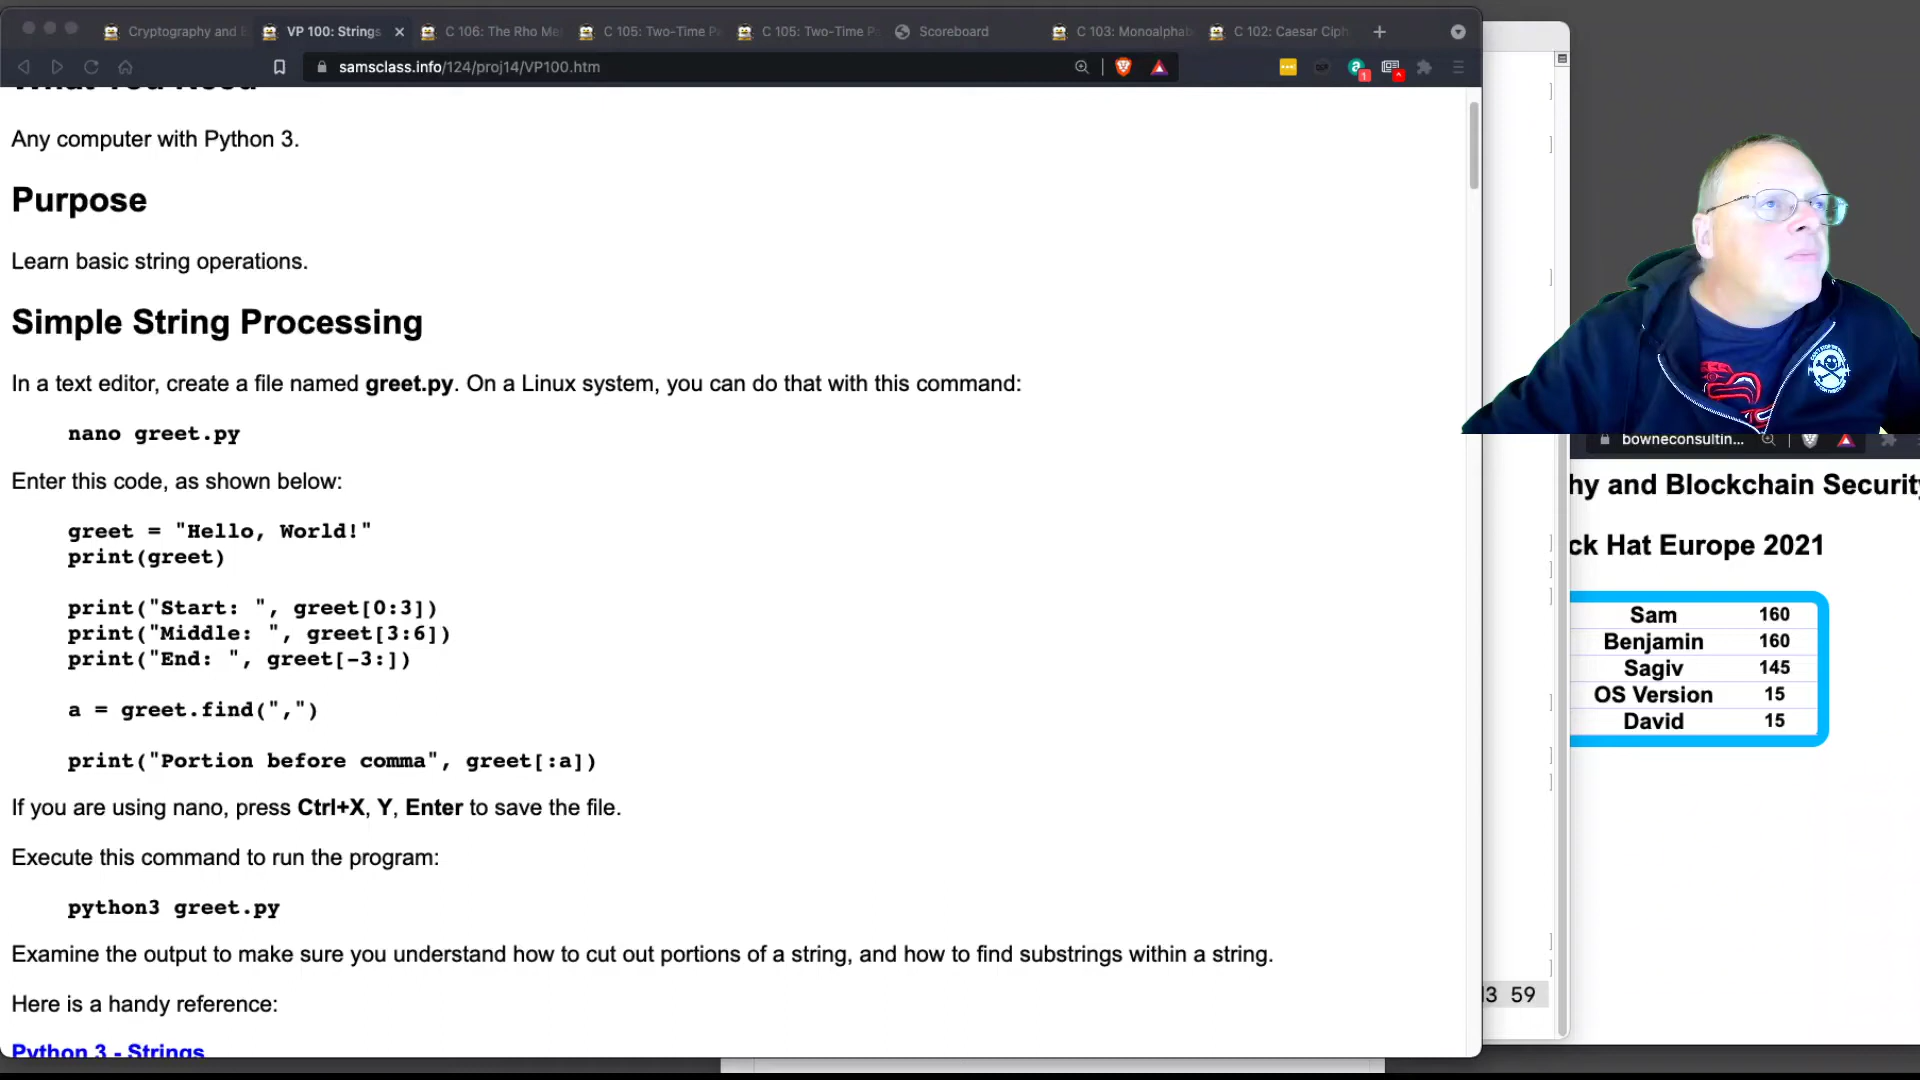 Cryptography and B
VP 100: Strings
C 106: The Rho Me
C 105: Two-Time Pa
C 105: Two-Time Pa
Scoreboard
C 103: Monoalphab
C 102: Caesar Ciph
samsclass.info/124/proj14/VP100.htm
What You Need
Any computer with Python 3.
Purpose
Learn basic string operations.
Simple String Processing
In a text editor, create a file named greet.py. On a Linux system, you can do that with this command:
nano greet.py
Enter this code, as shown below:
greet = "Hello, World!"
print(greet)
print("Start: ", greet[0:3])
print("Middle: ", greet[3:6])
print("End: ", greet[-3:])
a = greet.find(",")
print("Portion before comma", greet[:a])
If you are using nano, press Ctrl+X, Y, Enter to save the file.
Execute this command to run the program:
python3 greet.py
Examine the output to make sure you understand how to cut out portions of a string, and how to find substrings within a string.
Here is a handy reference:
Python 3 - Strings
3 59
bowneconsultin...
hy and Blockchain Security
ck Hat Europe 2021
Sam 160
Benjamin 160
Sagiv 145
OS Version 15
David 15